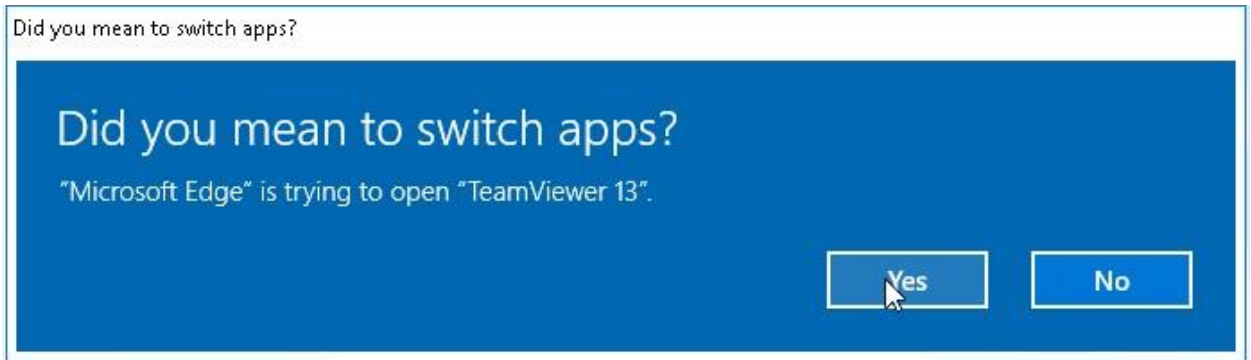 Did you mean to switch apps?
Did you mean to switch apps?
"Microsoft Edge" is trying to open "TeamViewer 13".
Yes No